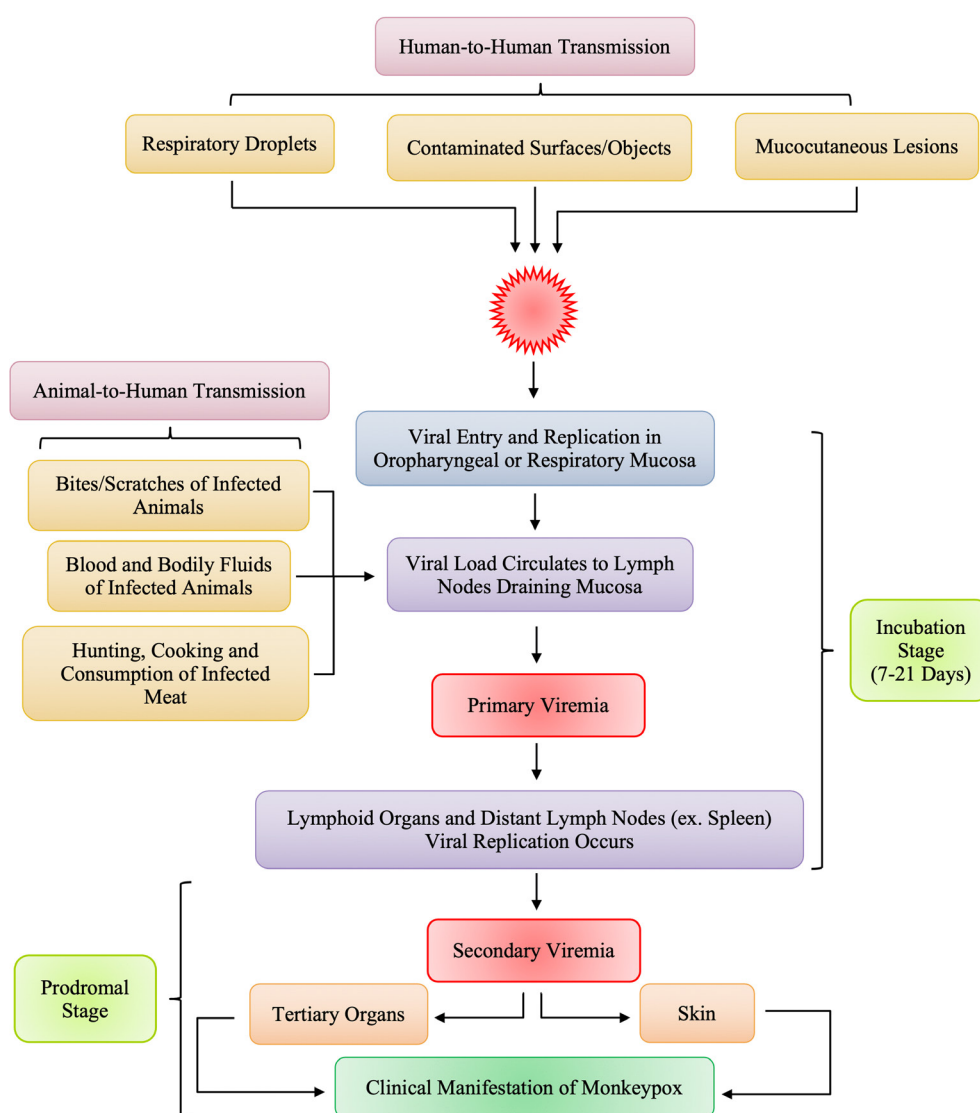 Human-to-Human Transmission
Respiratory Droplets
Contaminated Surfaces/Objects
Mucocutaneous Lesions
Animal-to-Human Transmission
Viral Entry and Replication in
Oropharyngeal or Respiratory Mucosa
Bites/Scratches of Infected
Animals
Blood and Bodily Fluids
of Infected Animals
Viral Load Circulates to Lymph
Nodes Draining Mucosa
Hunting, Cooking and
Consumption of Infected
Meat
Incubation
Stage
(7-21 Days)
Primary Viremia
Lymphoid Organs and Distant Lymph Nodes (ex. Spleen)
Viral Replication Occurs
Secondary Viremia
Prodromal
Stage
Tertiary Organs
Skin
Clinical Manifestation of Monkeypox